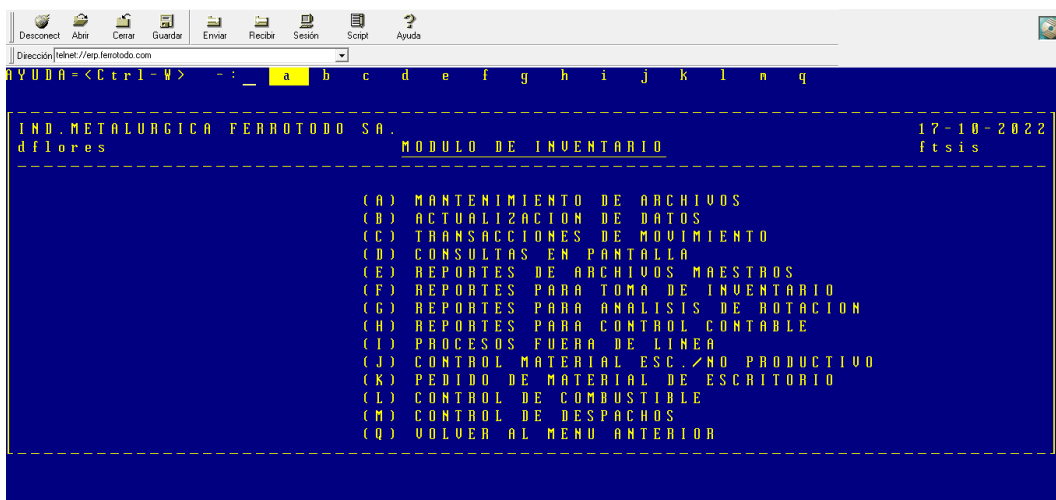 Desconect Abrir Cerrar Guardar Enviar Recibir Sesión Script Ayuda
Dirección telnet://erp.ferrotodo.com
AYUDA=<Ctrl-W> -:_ a b c d e f g h i j k l m q
IND.METALURGICA FERROTODO SA. 17-10-2022
dflores MODULO DE INVENTARIO ftsis
(A) MANTENIMIENTO DE ARCHIVOS
(B) ACTUALIZACION DE DATOS
(C) TRANSACCIONES DE MOVIMIENTO
(D) CONSULTAS EN PANTALLA
(E) REPORTES DE ARCHIVOS MAESTROS
(F) REPORTES PARA TOMA DE INVENTARIO
(G) REPORTES PARA ANALISIS DE ROTACION
(H) REPORTES PARA CONTROL CONTABLE
(I) PROCESOS FUERA DE LINEA
(J) CONTROL MATERIAL ESC./NO PRODUCTIVO
(K) PEDIDO DE MATERIAL DE ESCRITORIO
(L) CONTROL DE COMBUSTIBLE
(M) CONTROL DE DESPACHOS
(Q) VOLVER AL MENU ANTERIOR